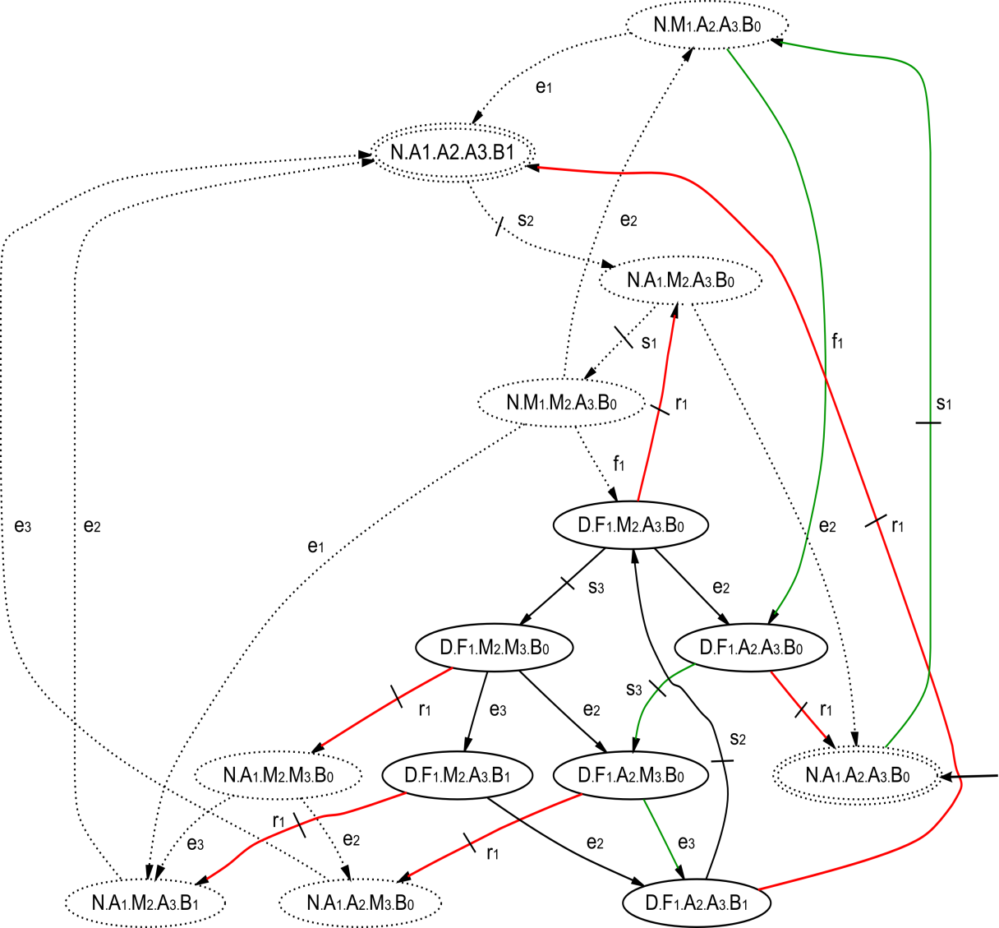 N.M1.A2.A3.B0
e1
N.A1.A2.A3.B1
s2
e2
N.A1.M2.A3.B0
s1
f1
N.M1.M2.A3.B0
r1
s1
f1
e3
e2
e1
D.F1.M2.A3.B0
e2
r1
s3
e2
D.F1.M2.M3.B0
D.F1.A2.A3.B0
s3
r1
e3
e2
r1
s2
N.A1.M2.M3.B0
D.F1.M2.A3.B1
D.F1.A2.M3.B0
N.A1.A2.A3.B0
r1
e3
e2
r1
e2
e3
N.A1.M2.A3.B1
N.A1.A2.M3.B0
D.F1.A2.A3.B1